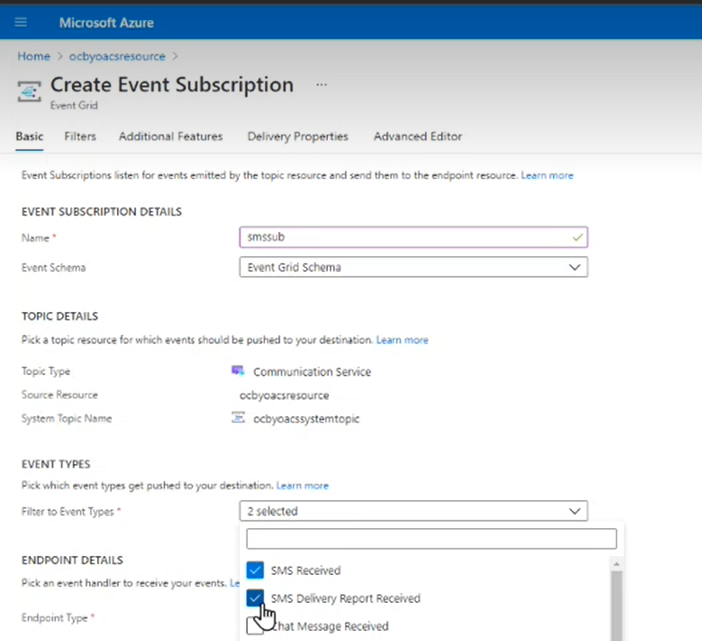 Microsoft Azure
Home > ocbyoacsresource >
Create Event Subscription ...
Event Grid
Basic Filters Additional Features Delivery Properties Advanced Editor
Event Subscriptions listen for events emitted by the topic resource and send them to the endpoint resource. Learn more
EVENT SUBSCRIPTION DETAILS
Name * smssub
Event Schema Event Grid Schema
TOPIC DETAILS
Pick a topic resource for which events should be pushed to your destination. Learn more
Topic Type Communication Service
Source Resource ocbyoacsresource
System Topic Name ocbyoacssystemtopic
EVENT TYPES
Pick which event types get pushed to your destination. Learn more
Filter to Event Types * 2 selected
SMS Received
ENDPOINT DETAILS
Pick an event handler to receive your events. Le
SMS Delivery Report Received
Endpoint Type *
hat Message Received